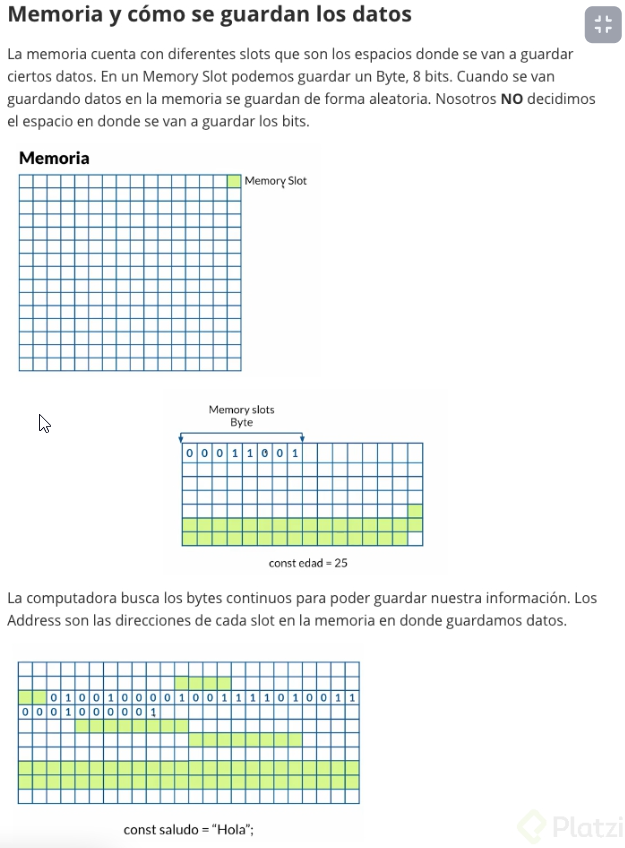 Memoria y cómo se guardan los datos
La memoria cuenta con diferentes slots que son los espacios donde se van a guardar
ciertos datos. En un Memory Slot podemos guardar un Byte, 8 bits. Cuando se van
guardando datos en la memoria se guardan de forma aleatoria. Nosotros NO decidimos
el espacio en donde se van a guardar los bits.
Memoria
Memory Slot
Memory slots
Byte
0 0 0 1 1 0 0 1
const edad = 25
La computadora busca los bytes continuos para poder guardar nuestra información. Los
Address son las direcciones de cada slot en la memoria en donde guardamos datos.
0 1 0 0 1 0 0 0 0 1 0 0 1 1 1 1 0 1 0 0 1 1
0 0 0 1 0 0 0 0 0 1
const saludo = “Hola”;
Platzi